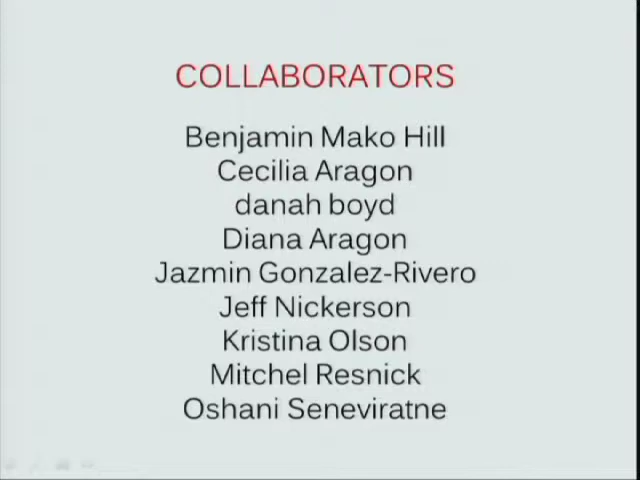 COLLABORATORS
Benjamin Mako Hill
Cecilia Aragon
danah boyd
Diana Aragon
Jazmin Gonzalez-Rivero
Jeff Nickerson
Kristina Olson
Mitchel Resnick
Oshani Seneviratne